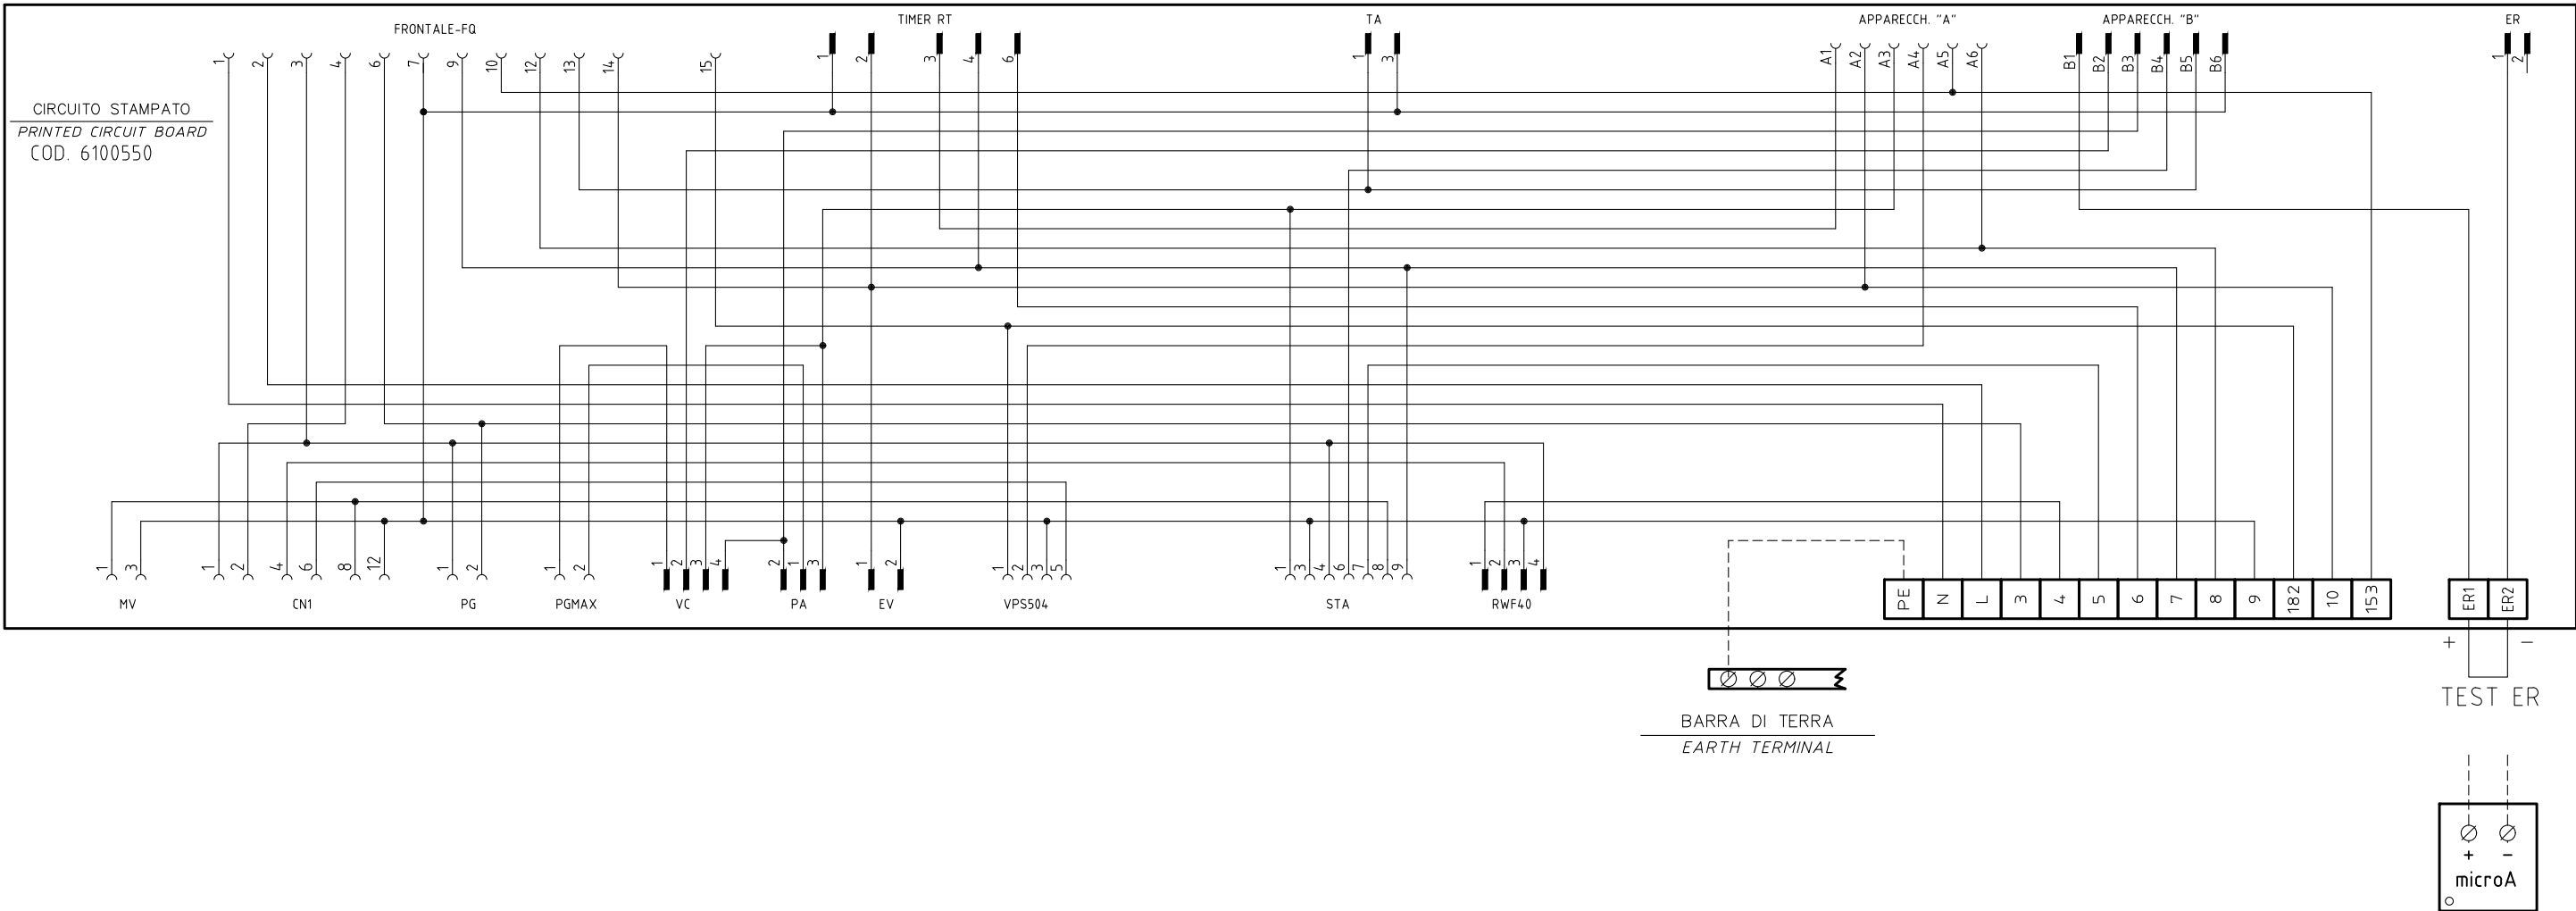 FRONTALE-FQ
TIMER RT
TA
APPARECCH. "A"
APPARECCH. "B"
ER
1 2 3 4 6 7 9 10 12 13 14 15
1 2 3 4 6
1 3
A1 A2 A3 A4 A5 A6
B1 B2 B3 B4 B5 B6
1 2
CIRCUITO STAMPATO
PRINTED CIRCUIT BOARD
COD. 6100550
1 3
1 2 4 6 8 12
1 2
1 2
1 2 3 4
2 1 3
1 2
1 2 3 5
1 3 4 6 7 8 9
1 2 3 4
MV
CN1
PG
PGMAX
VC
PA
EV
VPS504
STA
RWF40
PE N L 3 4 5 6 7 8 9 182 10 153
ER1 ER2
+ −
TEST ER
BARRA DI TERRA
EARTH TERMINAL
+ −
microA